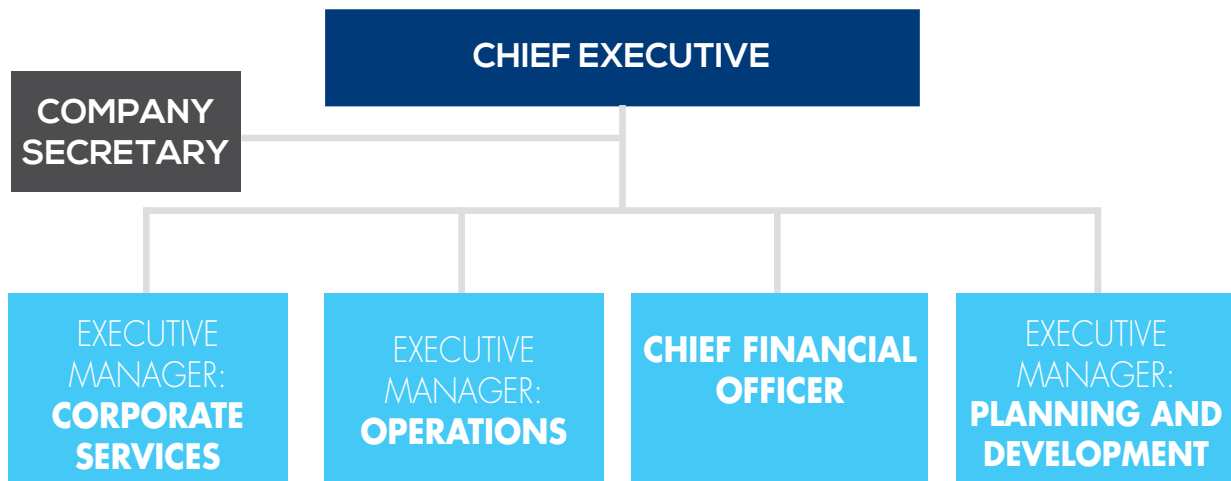 CHIEF EXECUTIVE
COMPANY
SECRETARY
EXECUTIVE
MANAGER:
CORPORATE
SERVICES
EXECUTIVE
MANAGER:
OPERATIONS
CHIEF FINANCIAL
OFFICER
EXECUTIVE
MANAGER:
PLANNING AND
DEVELOPMENT